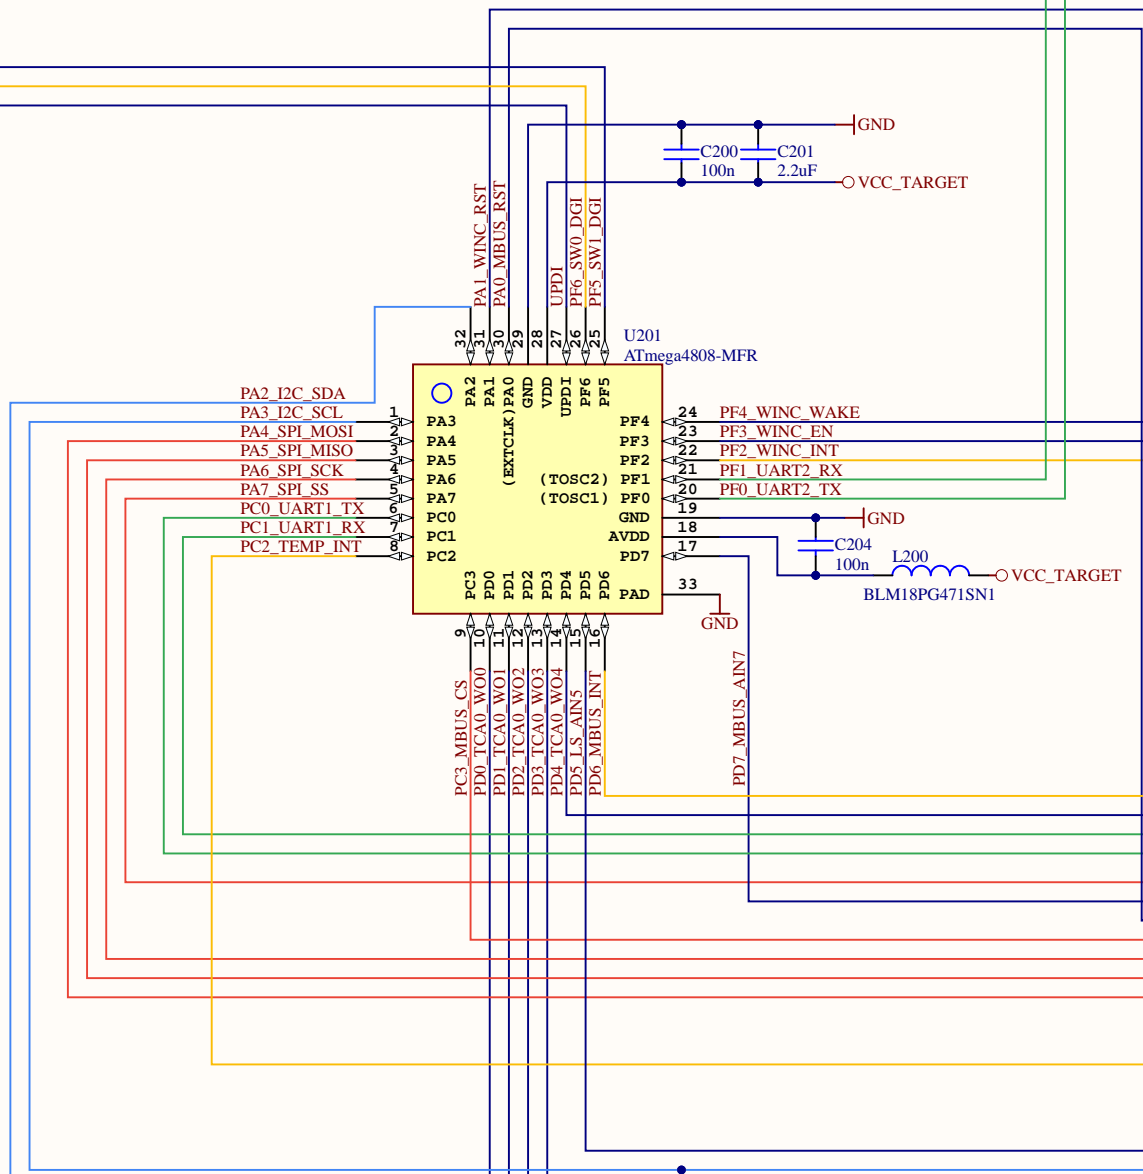 GND
C200
100n
C201
2.2uF
VCC_TARGET
PA1_WINC_RST
PA0_MBUS_RST
UPDI
PF6_SW0_DGI
PF5_SW1_DGI
32
31
30
29
28
27
26
25
U201
ATmega4808-MFR
PA2
PA1
(EXTCLK)PA0
GND
VDD
UPDI
PF6
PF5
PA2_I2C_SDA
PA3_I2C_SCL 1 PA3
PA4_SPI_MOSI 2 PA4
PA5_SPI_MISO 3 PA5
PA6_SPI_SCK 4 PA6
PA7_SPI_SS 5 PA7
PC0_UART1_TX 6 PC0
PC1_UART1_RX 7 PC1
PC2_TEMP_INT 8 PC2
PF4 24 PF4_WINC_WAKE
PF3 23 PF3_WINC_EN
PF2 22 PF2_WINC_INT
(TOSC2) PF1 21 PF1_UART2_RX
(TOSC1) PF0 20 PF0_UART2_TX
GND 19 GND
AVDD 18
PD7 17
C204
100n
L200
BLM18PG471SN1
VCC_TARGET
PAD 33
GND
PC3
PD0
PD1
PD2
PD3
PD4
PD5
PD6
9
10
11
12
13
14
15
16
PC3_MBUS_CS
PD0_TCA0_WO0
PD1_TCA0_WO1
PD2_TCA0_WO2
PD3_TCA0_WO3
PD4_TCA0_WO4
PD5_LS_AIN5
PD6_MBUS_INT
PD7_MBUS_AIN7